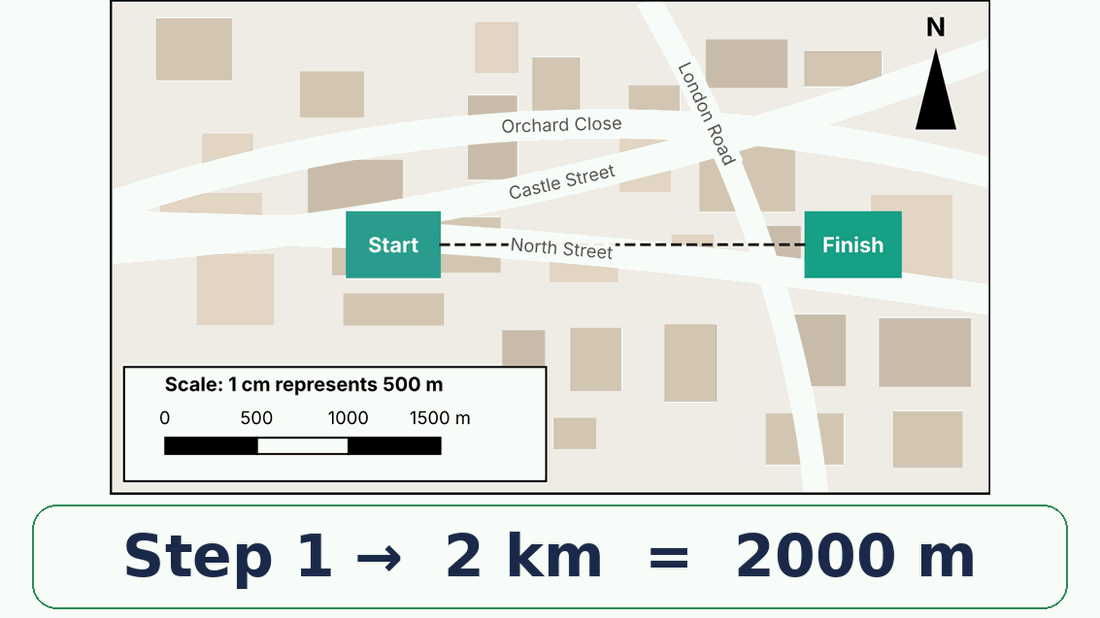 N
London Road
Orchard Close
Castle Street
Start
North Street
Finish
Scale: 1 cm represents 500 m
0 500 1000 1500 m
Step 1 → 2 km = 2000 m